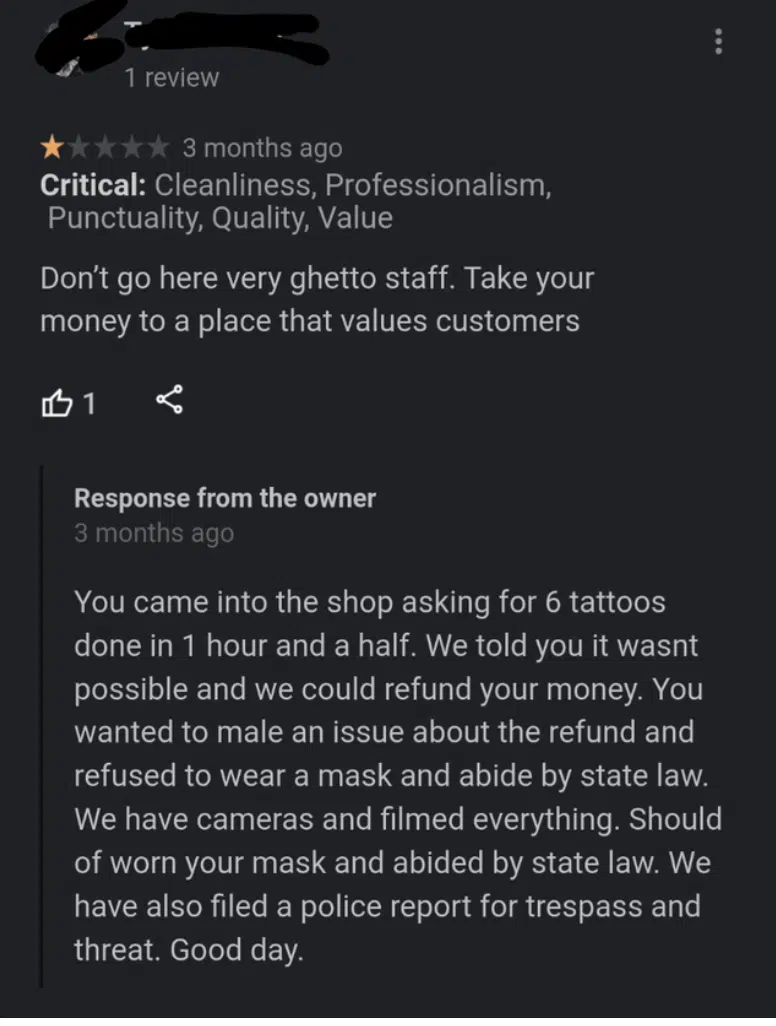 1 review
3 months ago
Critical: Cleanliness, Professionalism,
Punctuality, Quality, Value
Don’t go here very ghetto staff. Take your
money to a place that values customers
1
Response from the owner
3 months ago
You came into the shop asking for 6 tattoos
done in 1 hour and a half. We told you it wasnt
possible and we could refund your money. You
wanted to male an issue about the refund and
refused to wear a mask and abide by state law.
We have cameras and filmed everything. Should
of worn your mask and abided by state law. We
have also filed a police report for trespass and
threat. Good day.